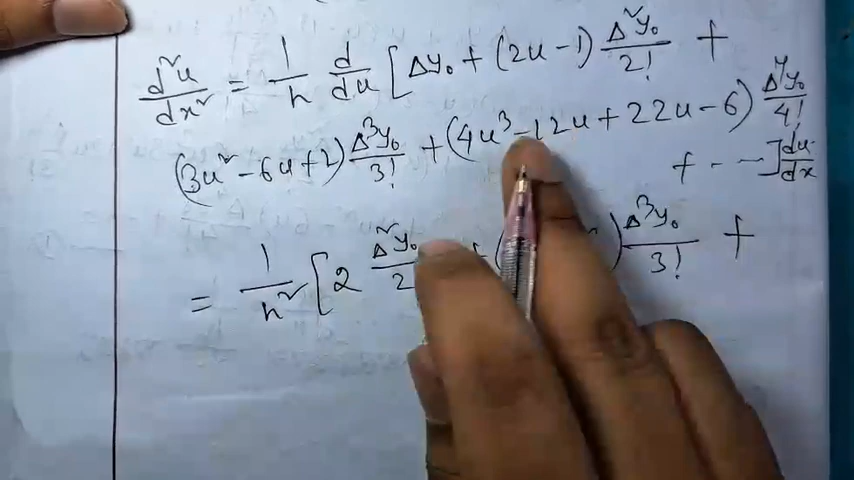 d²u/dx² = 1/h d/du [Δy₀ + (2u-1) Δ²y₀/2! +
(3u² - 6u + 2) Δ³y₀/3! + (4u³ - 12u + 22u - 6) Δ⁴y₀/4!
+ - - ] du/dx
= 1/h² [2 Δ²y₀/2 ) Δ³y₀/3! +